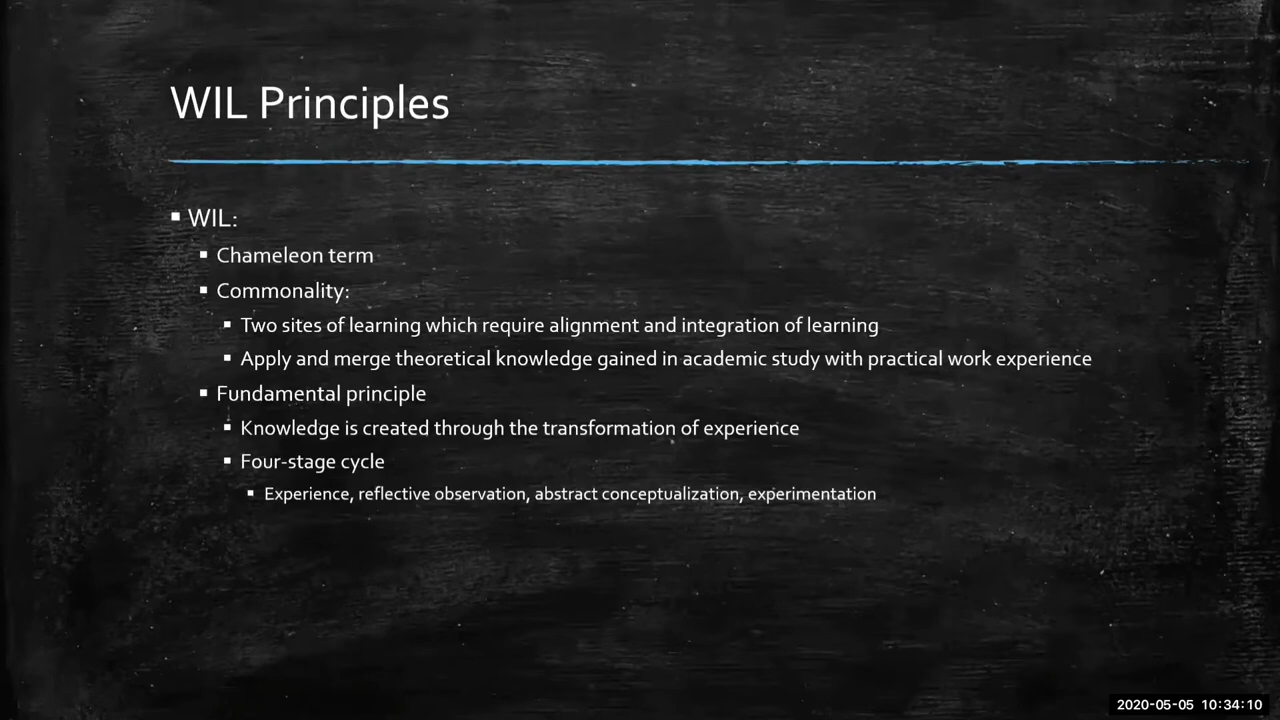 WIL Principles
▪ WIL:
▪ Chameleon term
▪ Commonality:
▪ Two sites of learning which require alignment and integration of learning
▪ Apply and merge theoretical knowledge gained in academic study with practical work experience
▪ Fundamental principle
▪ Knowledge is created through the transformation of experience
▪ Four-stage cycle
▪ Experience, reflective observation, abstract conceptualization, experimentation
2020-05-05 10:34:10